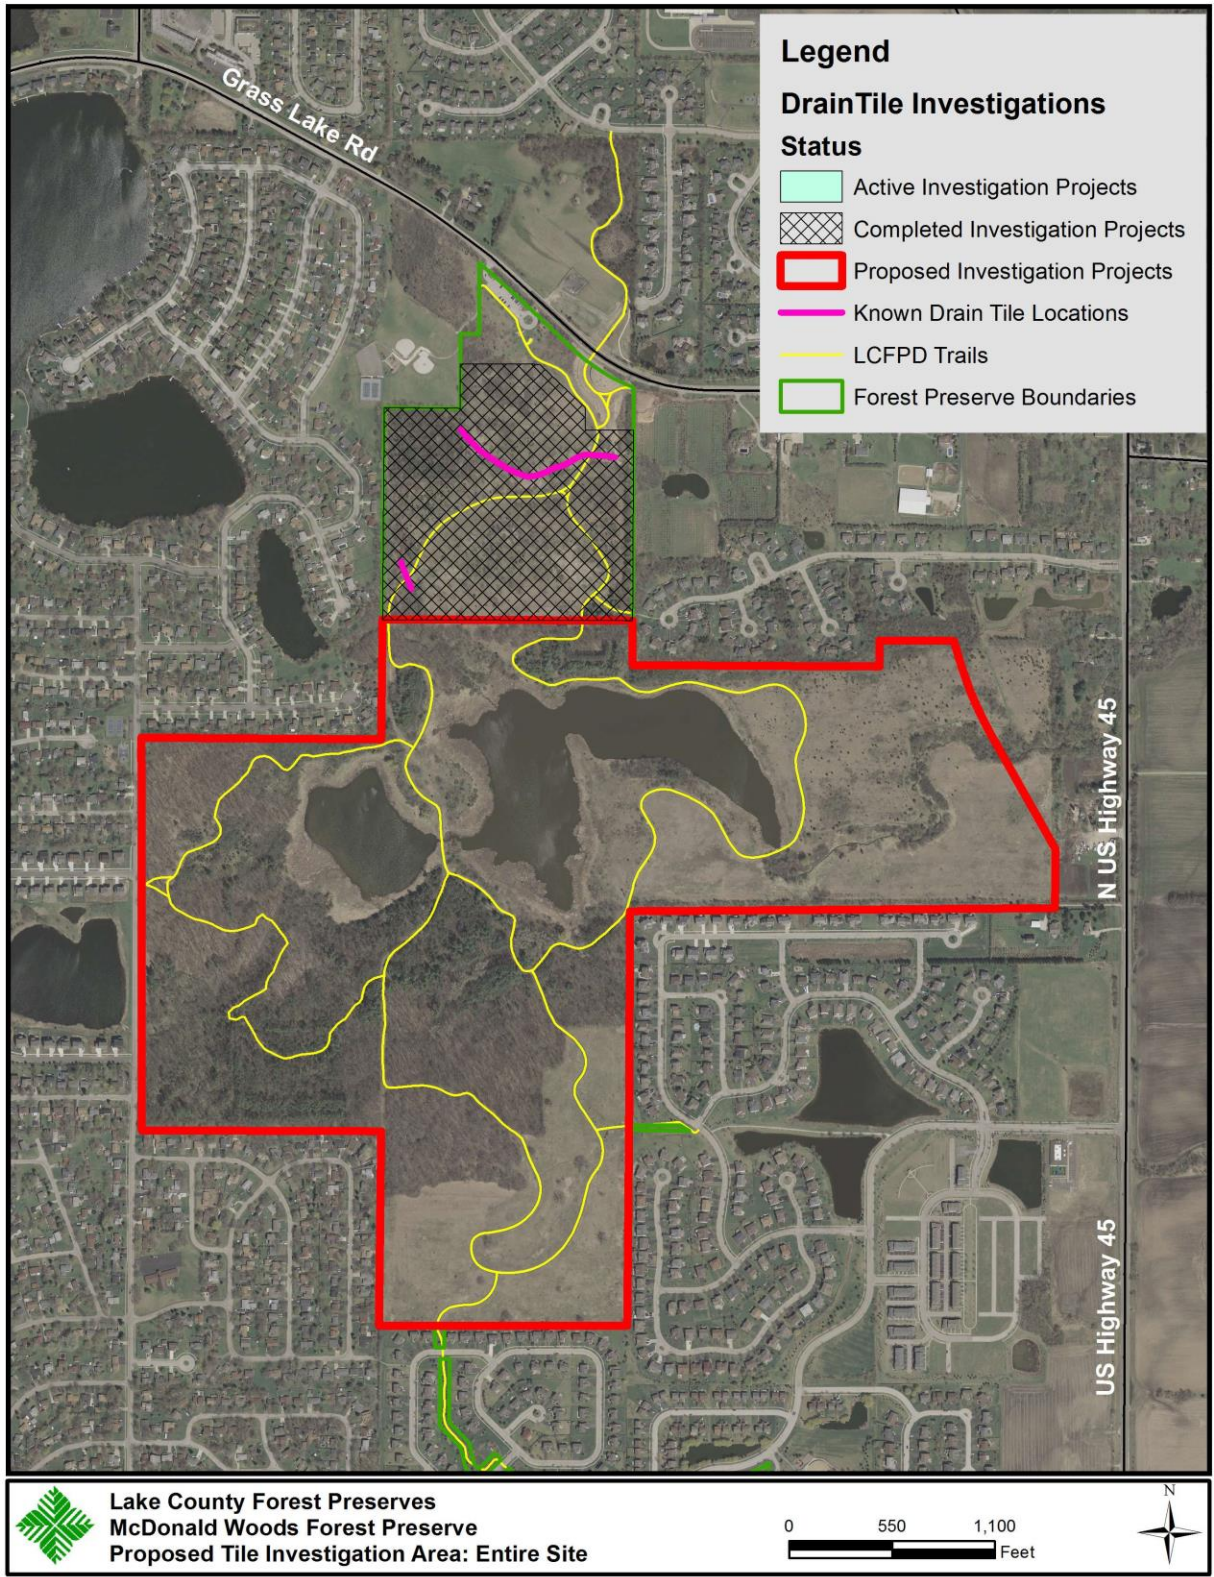 Grass Lake Rd
Legend
DrainTile Investigations
Status
Active Investigation Projects
Completed Investigation Projects
Proposed Investigation Projects
Known Drain Tile Locations
LCFPD Trails
Forest Preserve Boundaries
N US Highway 45
US Highway 45
Lake County Forest Preserves
McDonald Woods Forest Preserve
Proposed Tile Investigation Area: Entire Site
0 550 1,100
Feet
N